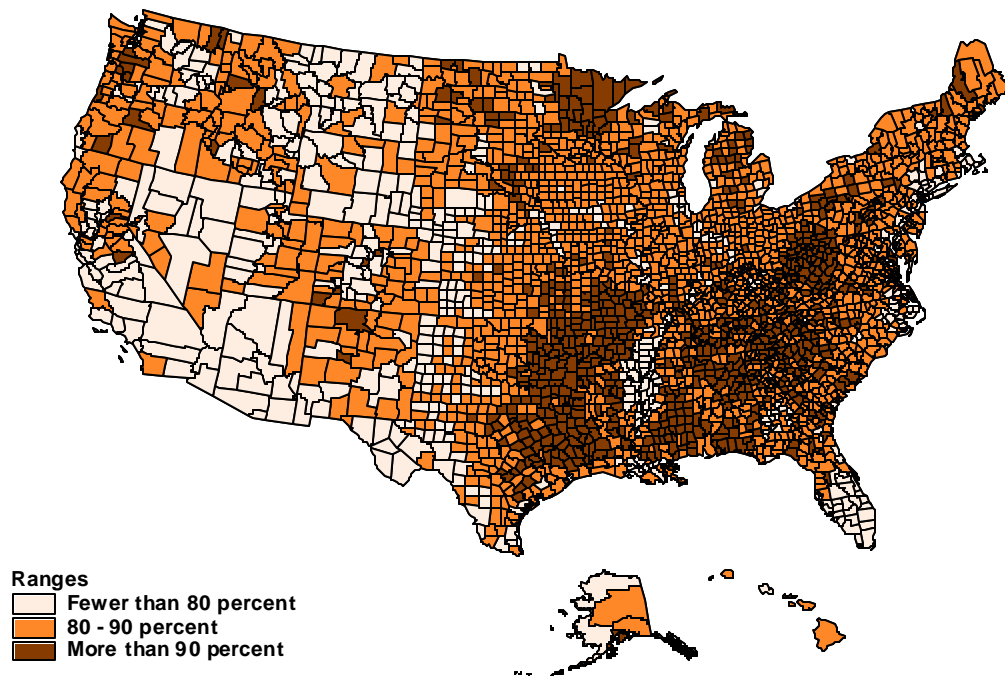 Ranges
Fewer than 80 percent
80 - 90 percent
More than 90 percent